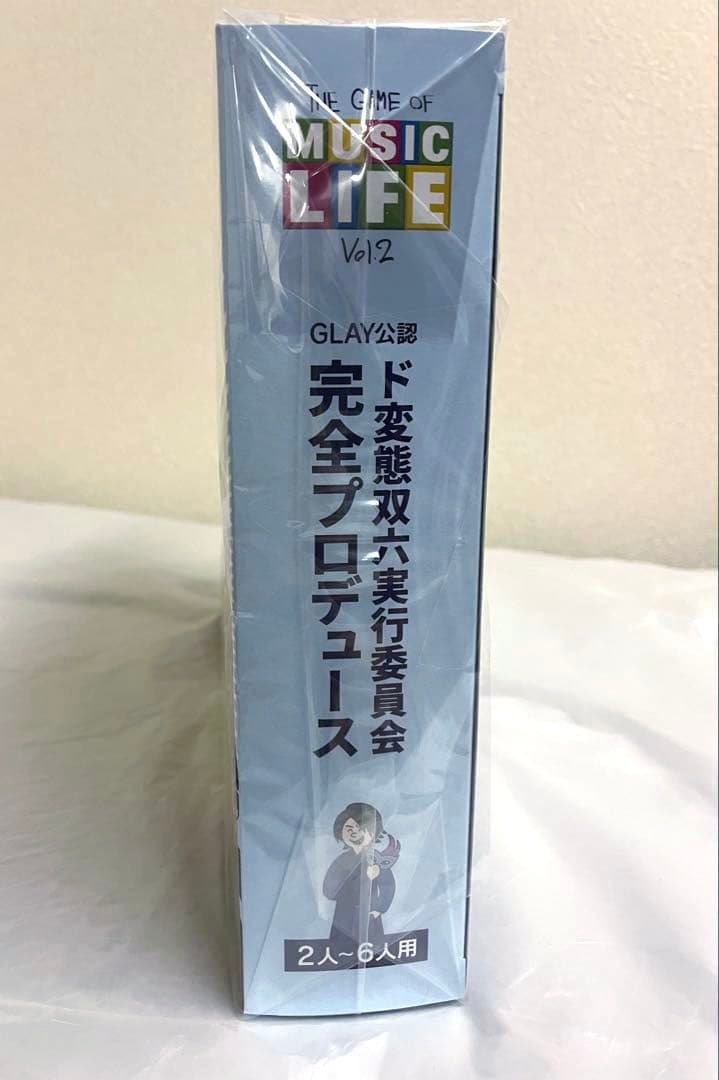 THE GAME OF
MUSIC
LIFE
Vol.2
GLAY公認
ド変態双六実行委員会
完全プロデュース
2人~6人用